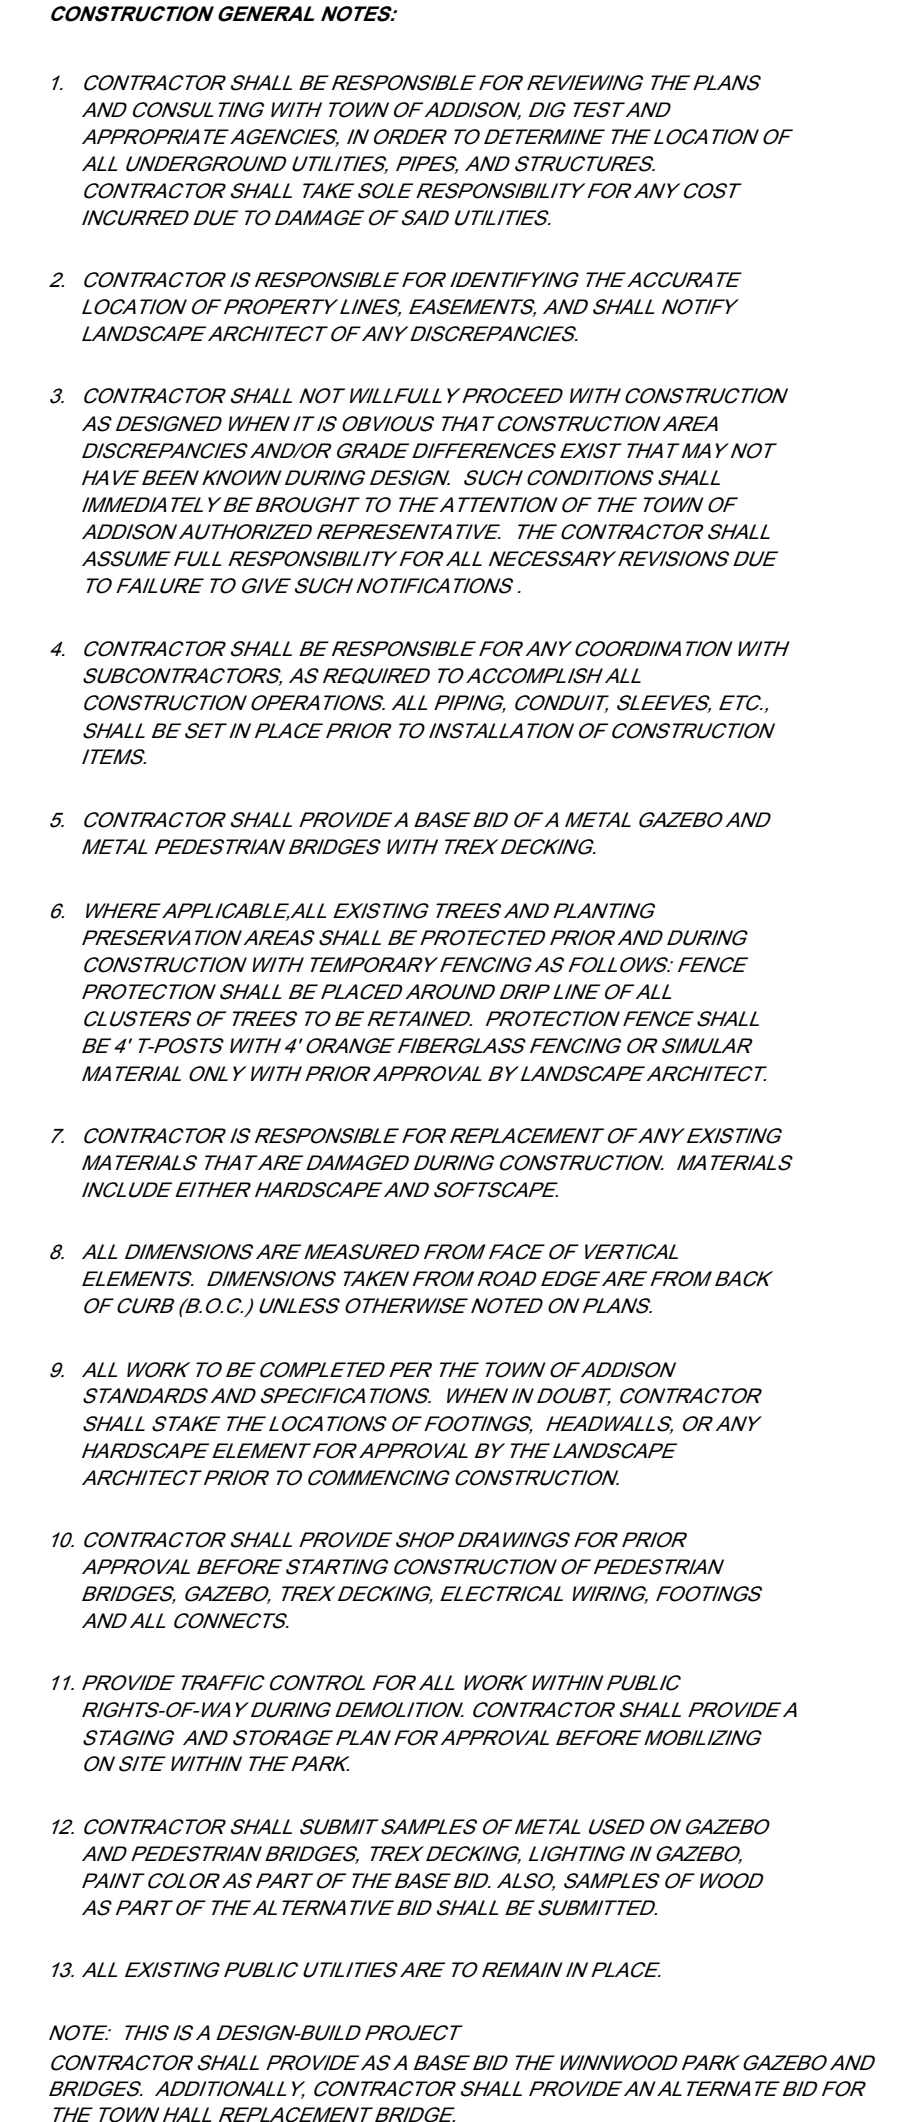 CONSTRUCTION GENERAL NOTES:
1. CONTRACTOR SHALL BE RESPONSIBLE FOR REVIEWING THE PLANS
AND CONSULTING WITH TOWN OF ADDISON, DIG TEST AND
APPROPRIATE AGENCIES, IN ORDER TO DETERMINE THE LOCATION OF
ALL UNDERGROUND UTILITIES, PIPES, AND STRUCTURES.
CONTRACTOR SHALL TAKE SOLE RESPONSIBILITY FOR ANY COST
INCURRED DUE TO DAMAGE OF SAID UTILITIES.
2. CONTRACTOR IS RESPONSIBLE FOR IDENTIFYING THE ACCURATE
LOCATION OF PROPERTY LINES, EASEMENTS, AND SHALL NOTIFY
LANDSCAPE ARCHITECT OF ANY DISCREPANCIES.
3. CONTRACTOR SHALL NOT WILLFULLY PROCEED WITH CONSTRUCTION
AS DESIGNED WHEN IT IS OBVIOUS THAT CONSTRUCTION AREA
DISCREPANCIES AND/OR GRADE DIFFERENCES EXIST THAT MAY NOT
HAVE BEEN KNOWN DURING DESIGN. SUCH CONDITIONS SHALL
IMMEDIATELY BE BROUGHT TO THE ATTENTION OF THE TOWN OF
ADDISON AUTHORIZED REPRESENTATIVE. THE CONTRACTOR SHALL
ASSUME FULL RESPONSIBILITY FOR ALL NECESSARY REVISIONS DUE
TO FAILURE TO GIVE SUCH NOTIFICATIONS .
4. CONTRACTOR SHALL BE RESPONSIBLE FOR ANY COORDINATION WITH
SUBCONTRACTORS, AS REQUIRED TO ACCOMPLISH ALL
CONSTRUCTION OPERATIONS. ALL PIPING, CONDUIT, SLEEVES, ETC.,
SHALL BE SET IN PLACE PRIOR TO INSTALLATION OF CONSTRUCTION
ITEMS.
5. CONTRACTOR SHALL PROVIDE A BASE BID OF A METAL GAZEBO AND
METAL PEDESTRIAN BRIDGES WITH TREX DECKING.
6. WHERE APPLICABLE,ALL EXISTING TREES AND PLANTING
PRESERVATION AREAS SHALL BE PROTECTED PRIOR AND DURING
CONSTRUCTION WITH TEMPORARY FENCING AS FOLLOWS: FENCE
PROTECTION SHALL BE PLACED AROUND DRIP LINE OF ALL
CLUSTERS OF TREES TO BE RETAINED. PROTECTION FENCE SHALL
BE 4' T-POSTS WITH 4' ORANGE FIBERGLASS FENCING OR SIMULAR
MATERIAL ONLY WITH PRIOR APPROVAL BY LANDSCAPE ARCHITECT.
7. CONTRACTOR IS RESPONSIBLE FOR REPLACEMENT OF ANY EXISTING
MATERIALS THAT ARE DAMAGED DURING CONSTRUCTION. MATERIALS
INCLUDE EITHER HARDSCAPE AND SOFTSCAPE.
8. ALL DIMENSIONS ARE MEASURED FROM FACE OF VERTICAL
ELEMENTS. DIMENSIONS TAKEN FROM ROAD EDGE ARE FROM BACK
OF CURB (B.O.C.) UNLESS OTHERWISE NOTED ON PLANS.
9. ALL WORK TO BE COMPLETED PER THE TOWN OF ADDISON
STANDARDS AND SPECIFICATIONS. WHEN IN DOUBT, CONTRACTOR
SHALL STAKE THE LOCATIONS OF FOOTINGS, HEADWALLS, OR ANY
HARDSCAPE ELEMENT FOR APPROVAL BY THE LANDSCAPE
ARCHITECT PRIOR TO COMMENCING CONSTRUCTION.
10. CONTRACTOR SHALL PROVIDE SHOP DRAWINGS FOR PRIOR
APPROVAL BEFORE STARTING CONSTRUCTION OF PEDESTRIAN
BRIDGES, GAZEBO, TREX DECKING, ELECTRICAL WIRING, FOOTINGS
AND ALL CONNECTS.
11. PROVIDE TRAFFIC CONTROL FOR ALL WORK WITHIN PUBLIC
RIGHTS-OF-WAY DURING DEMOLITION. CONTRACTOR SHALL PROVIDE A
STAGING AND STORAGE PLAN FOR APPROVAL BEFORE MOBILIZING
ON SITE WITHIN THE PARK.
12. CONTRACTOR SHALL SUBMIT SAMPLES OF METAL USED ON GAZEBO
AND PEDESTRIAN BRIDGES, TREX DECKING, LIGHTING IN GAZEBO,
PAINT COLOR AS PART OF THE BASE BID. ALSO, SAMPLES OF WOOD
AS PART OF THE ALTERNATIVE BID SHALL BE SUBMITTED.
13. ALL EXISTING PUBLIC UTILITIES ARE TO REMAIN IN PLACE.
NOTE: THIS IS A DESIGN-BUILD PROJECT
CONTRACTOR SHALL PROVIDE AS A BASE BID THE WINNWOOD PARK GAZEBO AND
BRIDGES. ADDITIONALLY, CONTRACTOR SHALL PROVIDE AN ALTERNATE BID FOR
THE TOWN HALL REPLACEMENT BRIDGE.